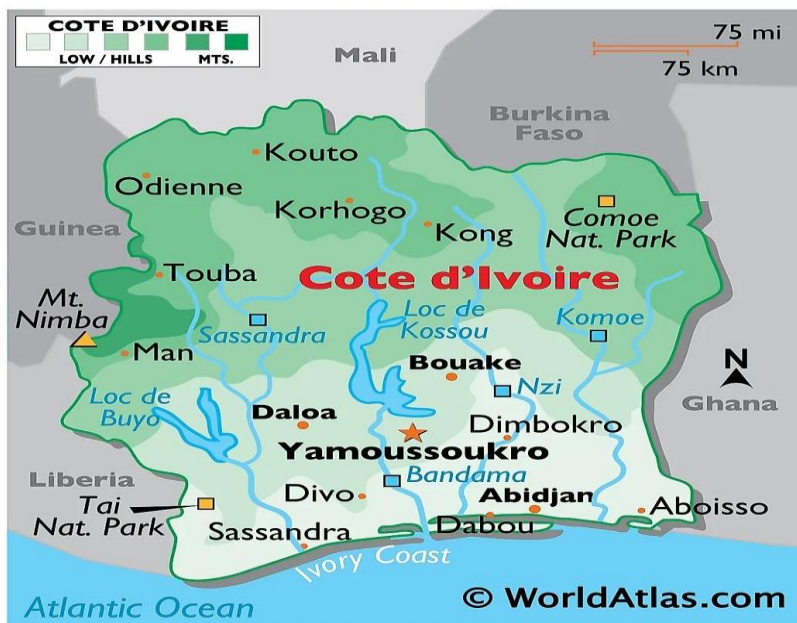 COTE D'IVOIRE
LOW / HILLS MTS.
75 mi
75 km
Mali
Burkina
Faso
Kouto
Odienne
Korhogo
Comoe
Nat. Park
Guinea
Kong
Touba
Cote d'Ivoire
Mt.
Nimba
Sassandra
Loc de
Kossou
Komoe
Man
Bouake
N
Loc de
Buyo
Nzi
Ghana
Daloa
Dimbokro
Yamoussoukro
Liberia
Bandama
Tai
Nat. Park
Divo
Abidjan
Aboisso
Sassandra
Dabou
Ivory Coast
Atlantic Ocean
© WorldAtlas.com